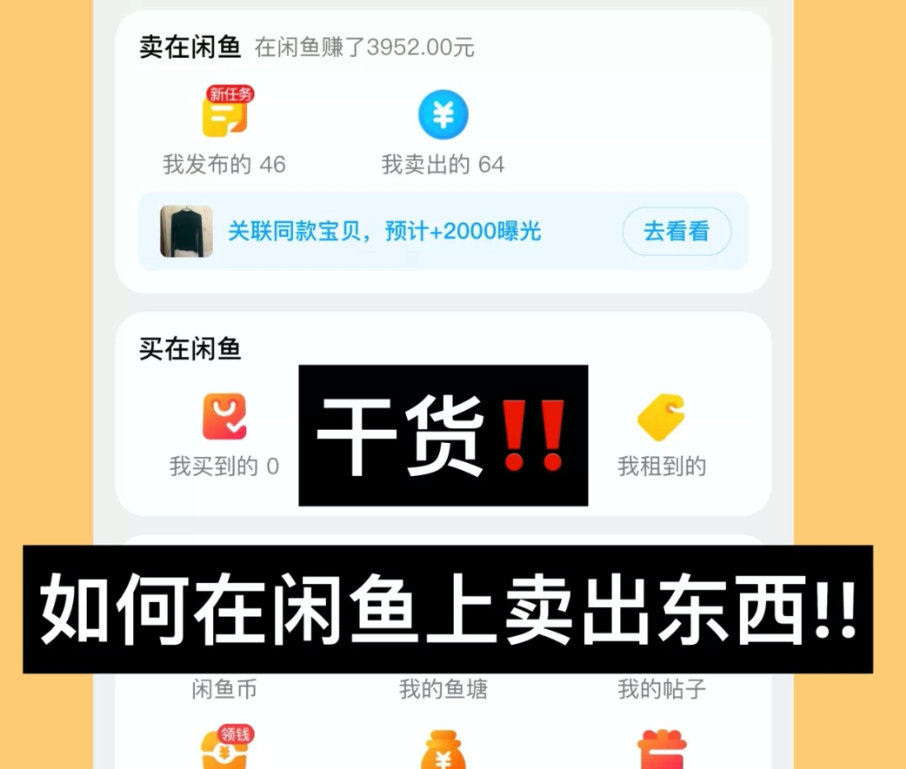 卖在闲鱼 在闲鱼赚了3952.00元
新任务
我发布的 46 我卖出的 64
关联同款宝贝，预计+2000曝光 去看看
买在闲鱼
干货‼️
我买到的 0 我租到的
如何在闲鱼上卖出东西!!
闲鱼币 我的鱼塘 我的帖子
领钱